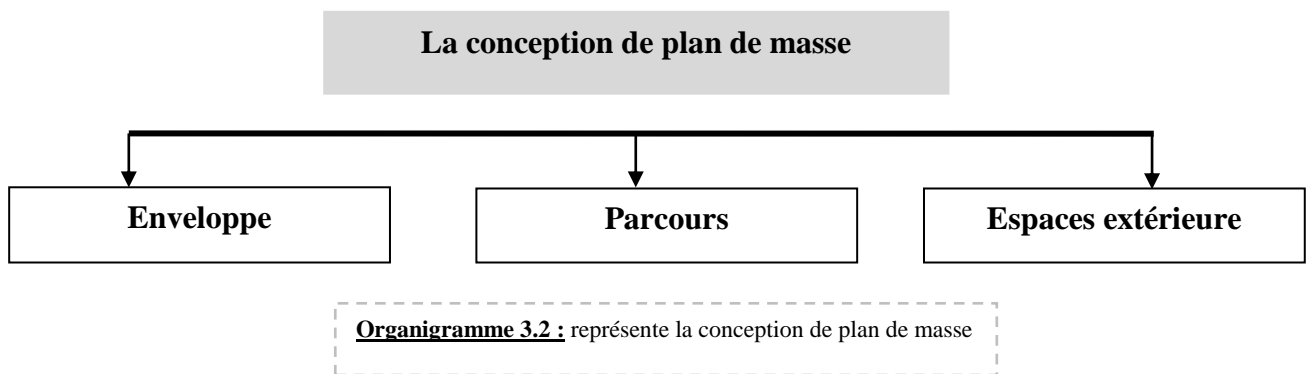 La conception de plan de masse
Enveloppe
Parcours
Espaces extérieure
Organigramme 3.2 : représente la conception de plan de masse